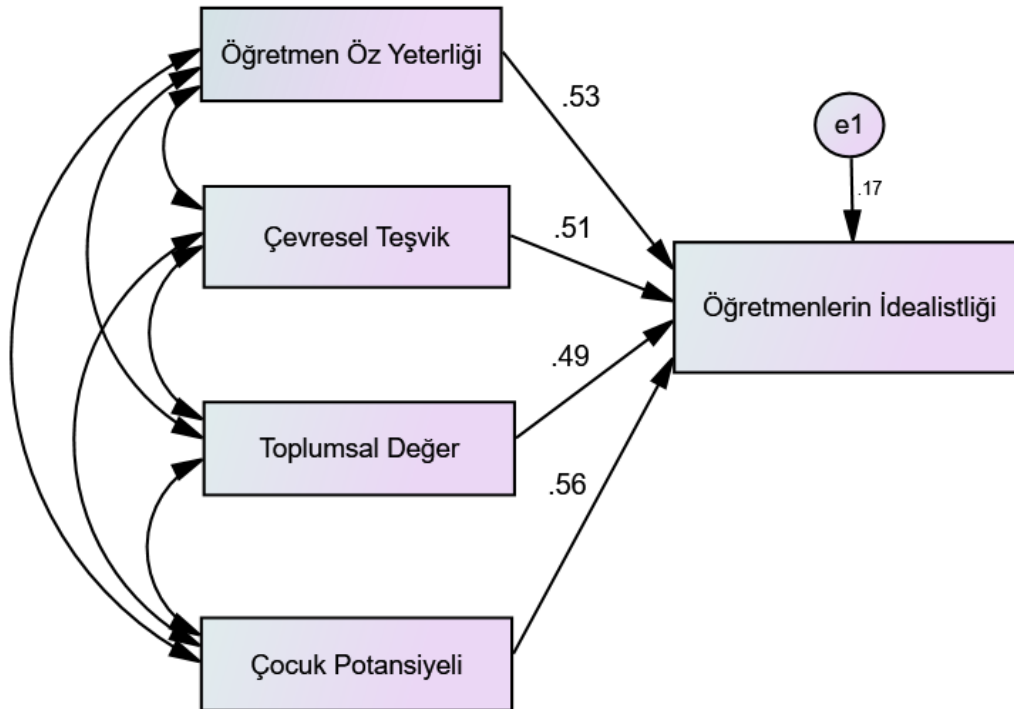 Öğretmen Öz Yeterliği
.53
e1
.17
Çevresel Teşvik
.51
Öğretmenlerin İdealistliği
.49
Toplumsal Değer
.56
Çocuk Potansiyeli